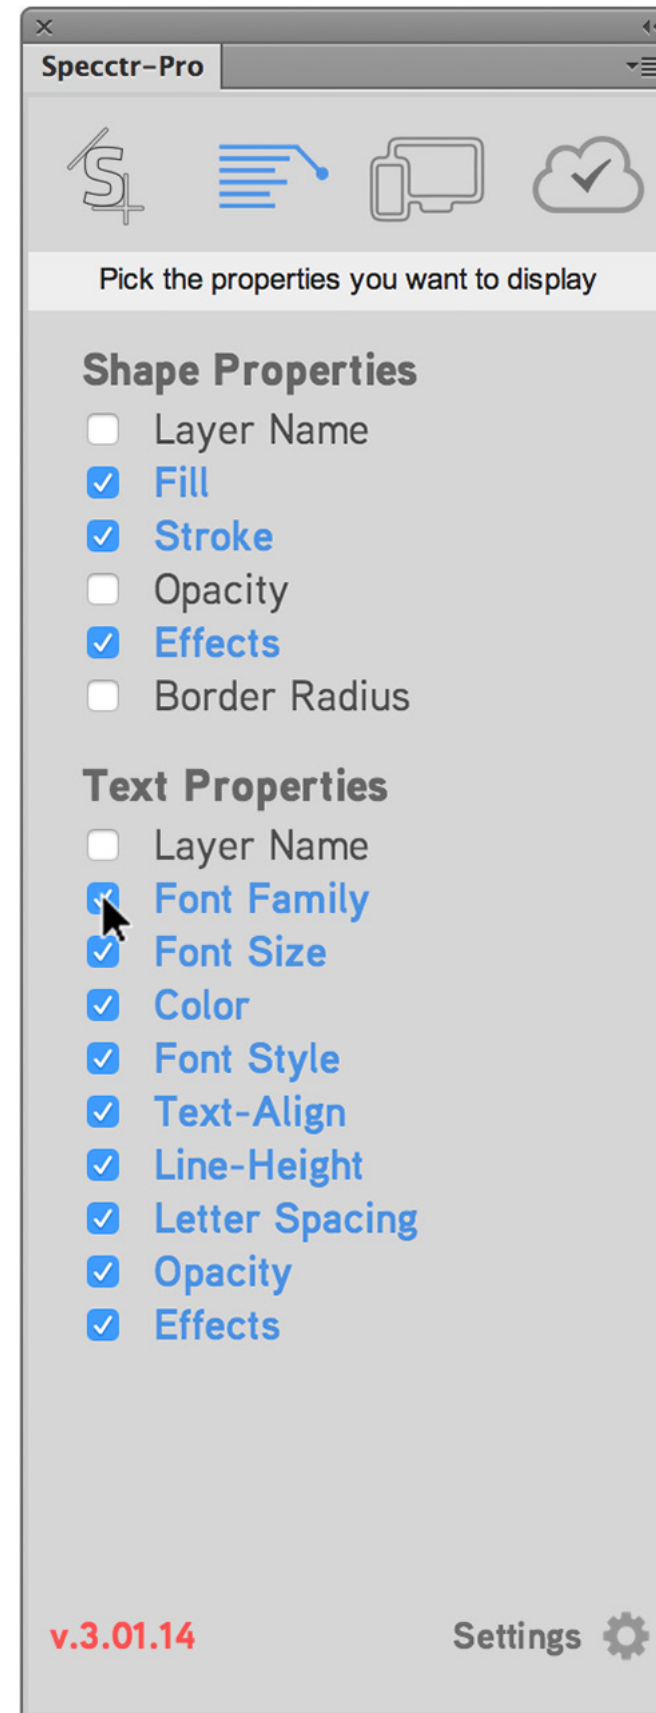 Specctr-Pro
S
Pick the properties you want to display
Shape Properties
Layer Name
Fill
Stroke
Opacity
Effects
Border Radius
Text Properties
Layer Name
Font Family
Font Size
Color
Font Style
Text-Align
Line-Height
Letter Spacing
Opacity
Effects
v.3.01.14 Settings